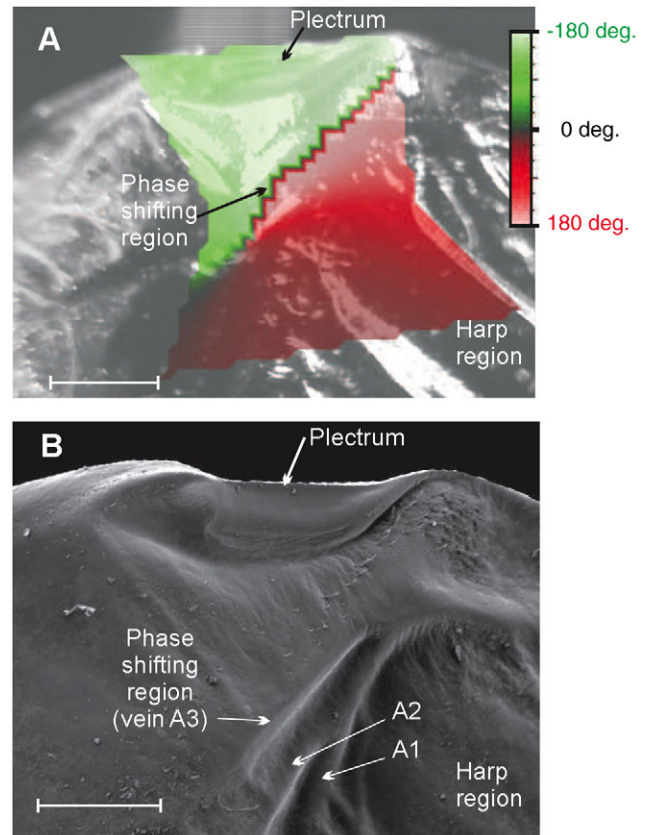 A
Plectrum
-180 deg.
0 deg.
180 deg.
Phase
shifting
region
Harp
region
B
Plectrum
Phase
shifting
region
(vein A3)
A2
A1
Harp
region